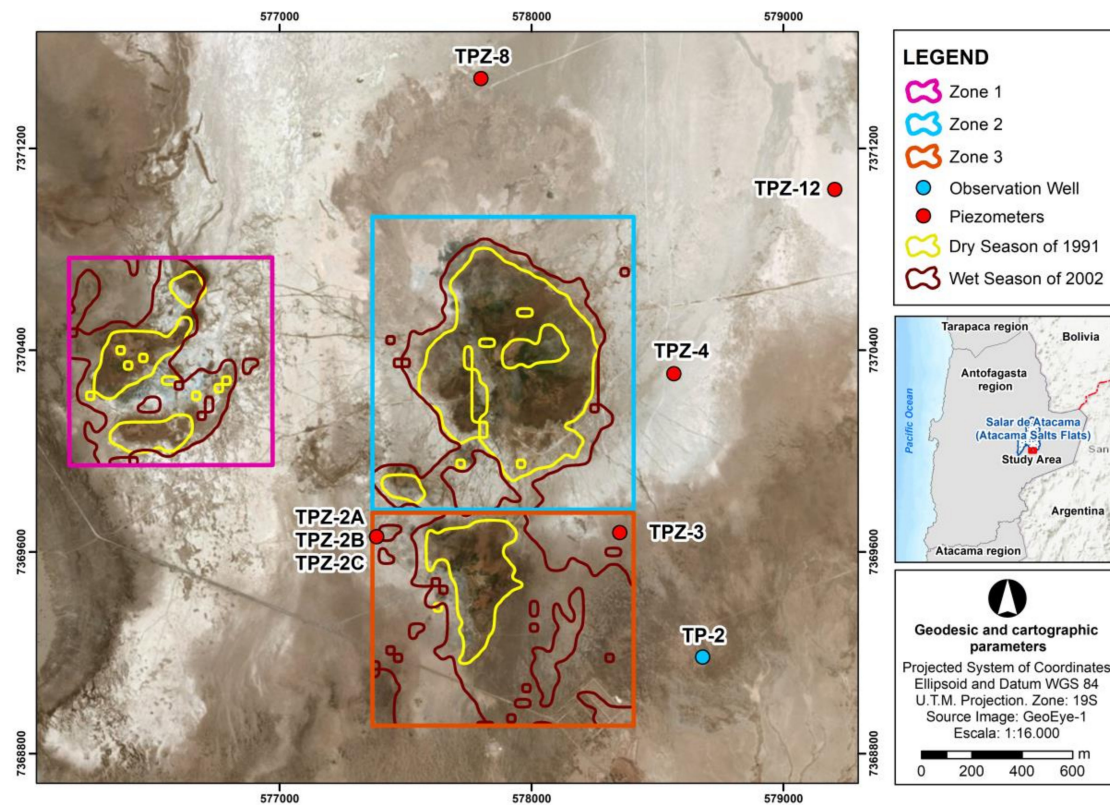 577000
578000
579000
7371200
7370400
7369600
7368800
TPZ-8
TPZ-12
TPZ-4
TPZ-2A
TPZ-2B
TPZ-2C
TPZ-3
TP-2
7371200
7370400
7369600
7368800
577000
578000
579000
LEGEND
Zone 1
Zone 2
Zone 3
Observation Well
Piezometers
Dry Season of 1991
Wet Season of 2002
Tarapaca region
Bolivia
Antofagasta
region
Pacific Ocean
Salar de Atacama
(Atacama Salts Flats)
San
Study Area
Argentina
Atacama region
Geodesic and cartographic
parameters
Projected System of Coordinates
Ellipsoid and Datum WGS 84
U.T.M. Projection. Zone: 19S
Source Image: GeoEye-1
Escala: 1:16.000
m
0 200 400 600